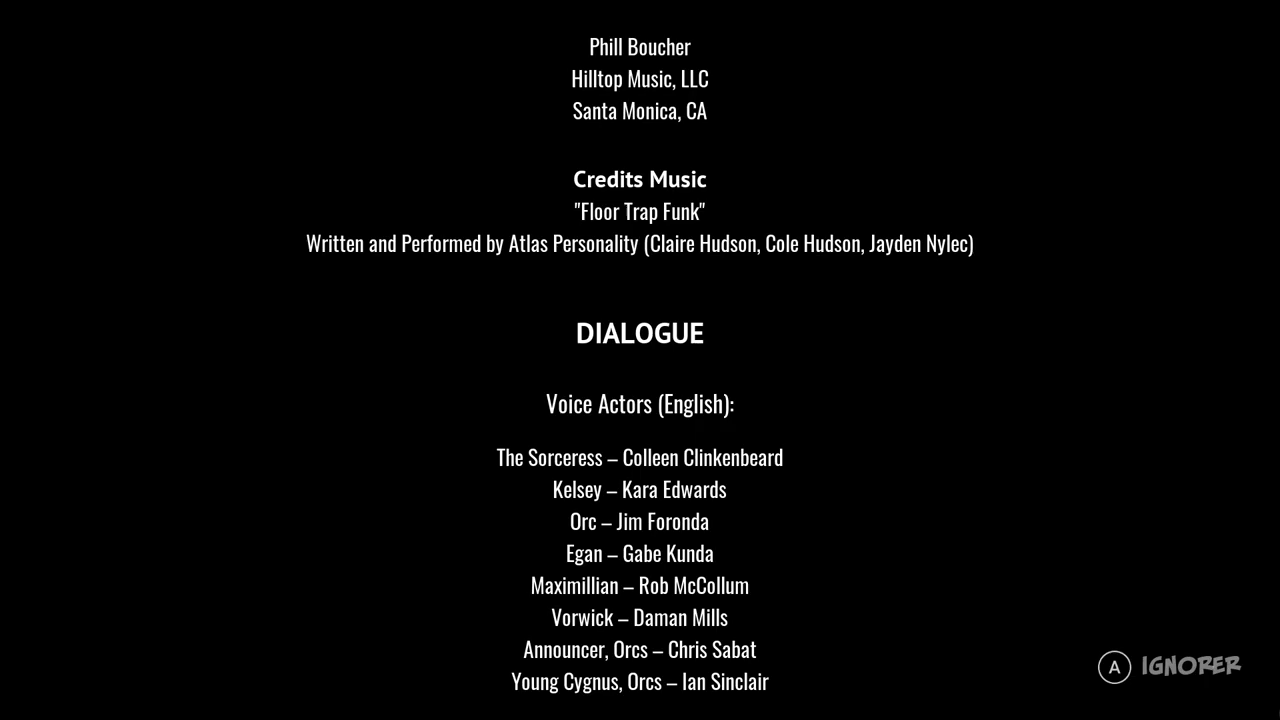 Phill Boucher
Hilltop Music, LLC
Santa Monica, CA
Credits Music
"Floor Trap Funk"
Written and Performed by Atlas Personality (Claire Hudson, Cole Hudson, Jayden Nylec)
DIALOGUE
Voice Actors (English):
The Sorceress – Colleen Clinkenbeard
Kelsey – Kara Edwards
Orc – Jim Foronda
Egan – Gabe Kunda
Maximillian – Rob McCollum
Vorwick – Daman Mills
Announcer, Orcs – Chris Sabat
Young Cygnus, Orcs – Ian Sinclair
A IGNORER